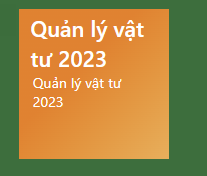 Quản lý vật
tư 2023
Quản lý vật tư
2023